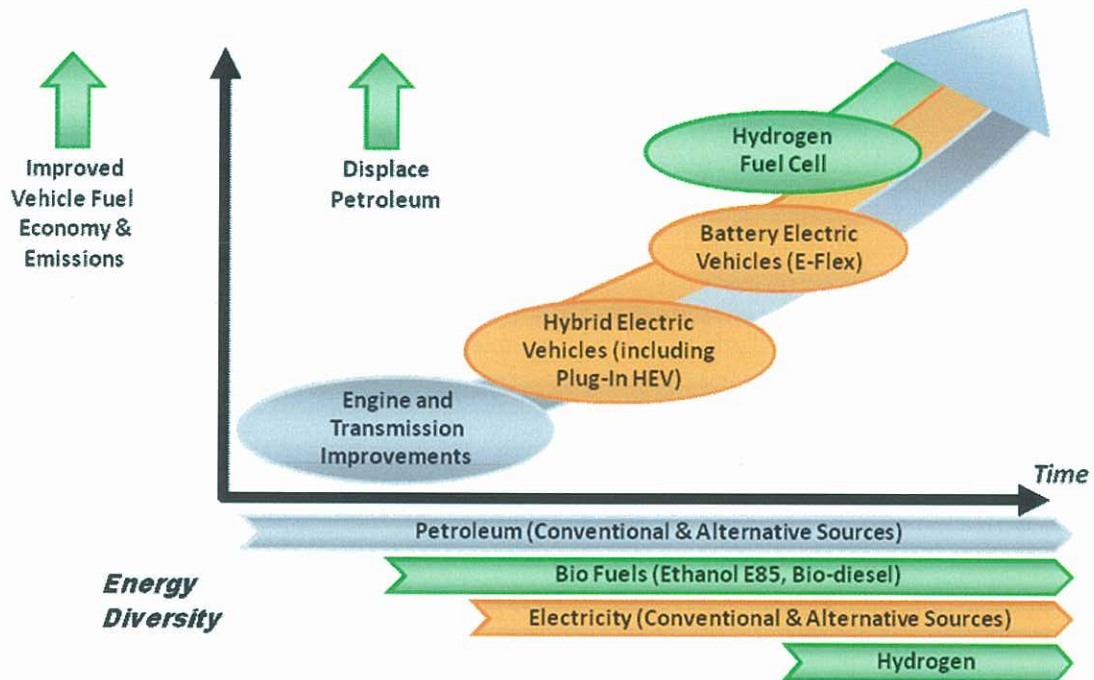 Improved
Vehicle Fuel
Economy &
Emissions
Displace
Petroleum
Hydrogen
Fuel Cell
Battery Electric
Vehicles (E-Flex)
Hybrid Electric
Vehicles (including
Plug-In HEV)
Engine and
Transmission
Improvements
Time
Energy
Diversity
Petroleum (Conventional & Alternative Sources)
Bio Fuels (Ethanol E85, Bio-diesel)
Electricity (Conventional & Alternative Sources)
Hydrogen